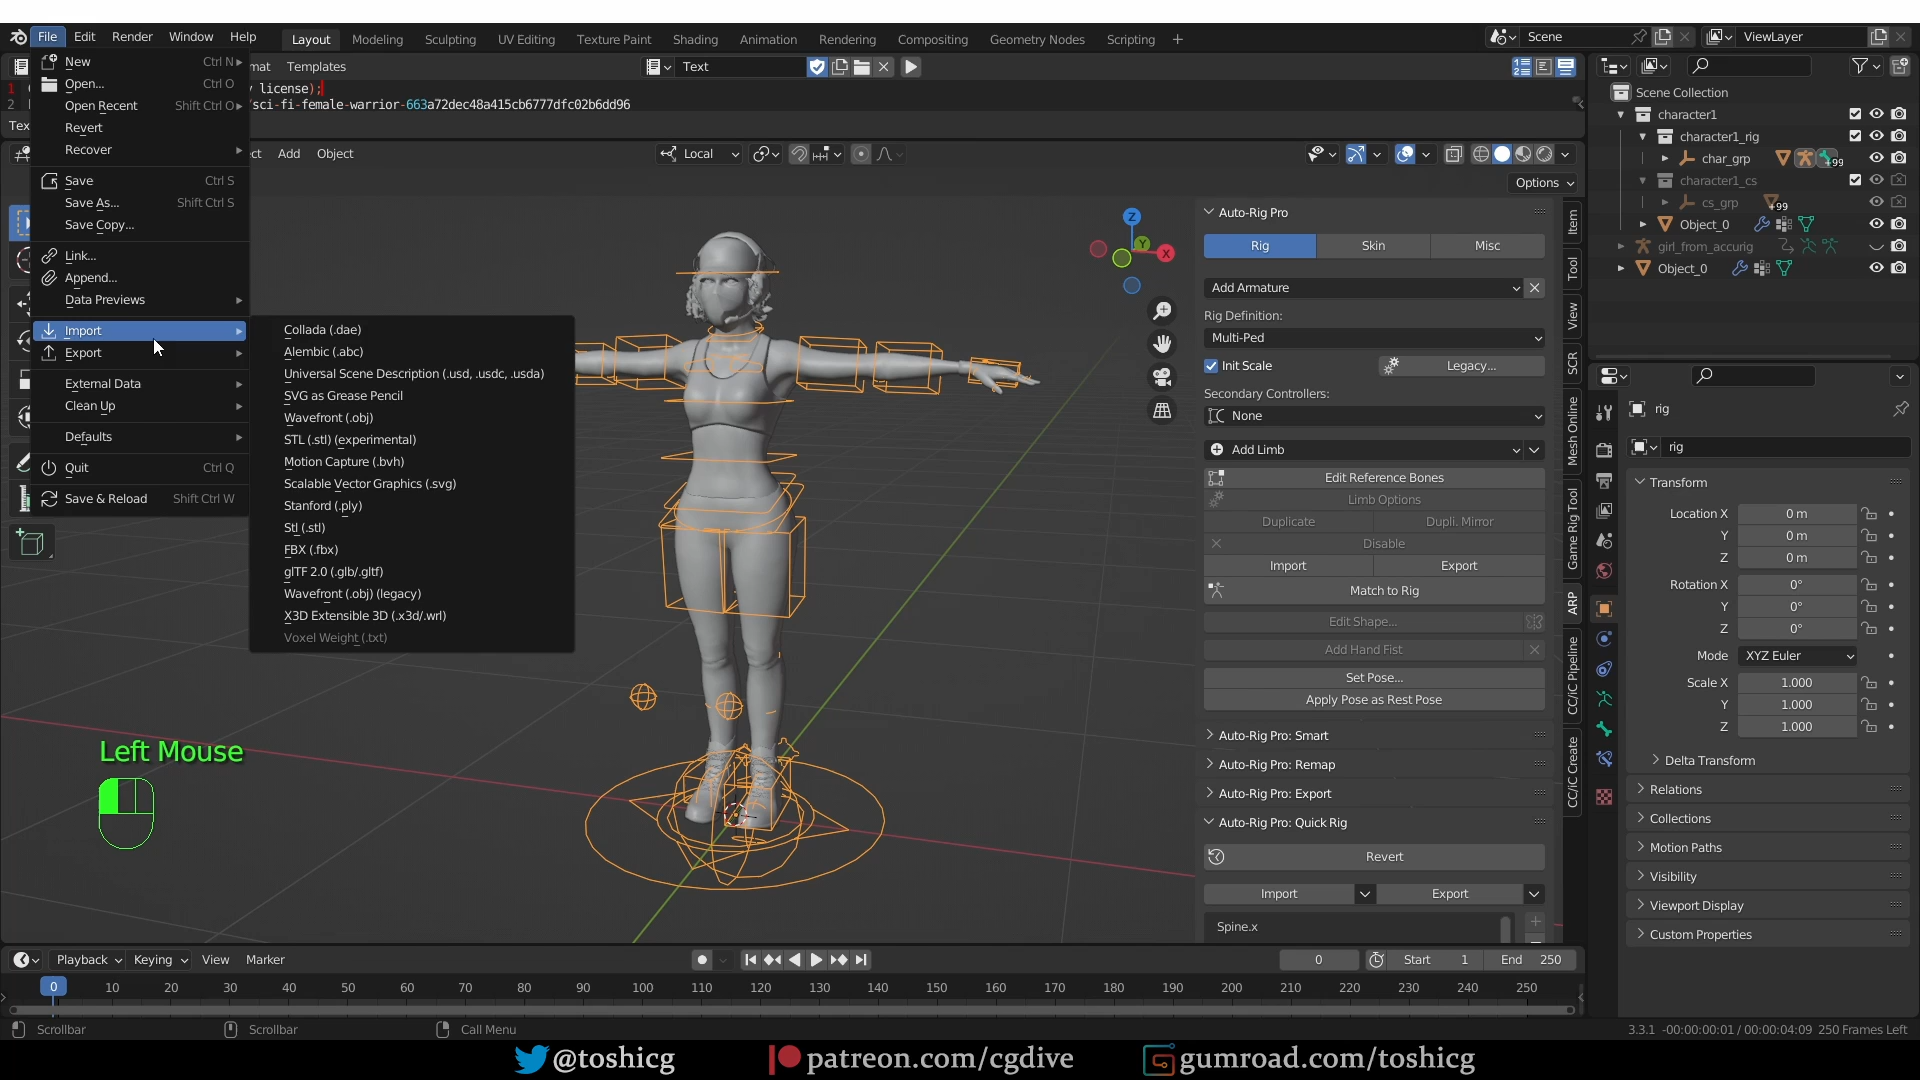 File Edit Render Window Help
Layout Modeling Sculpting UV Editing Texture Paint Shading Animation Rendering Compositing Geometry Nodes Scripting +
Scene
ViewLayer
New Ctrl N
Open... Ctrl O
Open Recent Shift Ctrl O
Revert
Recover
Save Ctrl S
Save As... Shift Ctrl S
Save Copy...
Link...
Append...
Data Previews
Import
Export
External Data
Clean Up
Defaults
Quit Ctrl Q
Save & Reload Shift Ctrl W
Templates
Text
1
license);
2
/sci-fi-female-warrior-663a72dec48a415cb6777dfc02b6dd96
Add Object
Local
Options
Collada (.dae)
Alembic (.abc)
Universal Scene Description (.usd, .usdc, .usda)
SVG as Grease Pencil
Wavefront (.obj)
STL (.stl) (experimental)
Motion Capture (.bvh)
Scalable Vector Graphics (.svg)
Stanford (.ply)
Stl (.stl)
FBX (.fbx)
glTF 2.0 (.glb/.gltf)
Wavefront (.obj) (legacy)
X3D Extensible 3D (.x3d/.wrl)
Voxel Weight (.txt)
Z
Y
X
Left Mouse
Auto-Rig Pro
Rig Skin Misc
Add Armature
Rig Definition:
Multi-Ped
Init Scale Legacy...
Secondary Controllers:
None
Add Limb
Edit Reference Bones
Limb Options
Duplicate Dupli. Mirror
Disable
Import Export
Match to Rig
Edit Shape...
Add Hand Fist
Set Pose...
Apply Pose as Rest Pose
Auto-Rig Pro: Smart
Auto-Rig Pro: Remap
Auto-Rig Pro: Export
Auto-Rig Pro: Quick Rig
Revert
Import Export
Spine.x
Item
Tool
View
SCR
Mesh Online
Game Rig Tool
ARP
CC/iC Pipeline
CC/iC Create
Scene Collection
character1
character1_rig
char_grp +99
character1_cs
cs_grp +99
Object_0
girl_from_accurig
Object_0
rig
rig
Transform
Location X 0 m
Y 0 m
Z 0 m
Rotation X 0°
Y 0°
Z 0°
Mode XYZ Euler
Scale X 1.000
Y 1.000
Z 1.000
Delta Transform
Relations
Collections
Motion Paths
Visibility
Viewport Display
Custom Properties
Playback Keying View Marker
0 Start 1 End 250
0 10 20 30 40 50 60 70 80 90 100 110 120 130 140 150 160 170 180 190 200 210 220 230 240 250
Scrollbar Scrollbar Call Menu
3.3.1 -00:00:00:01 / 00:00:04:09 250 Frames Left
@toshicg patreon.com/cgdive gumroad.com/toshicg